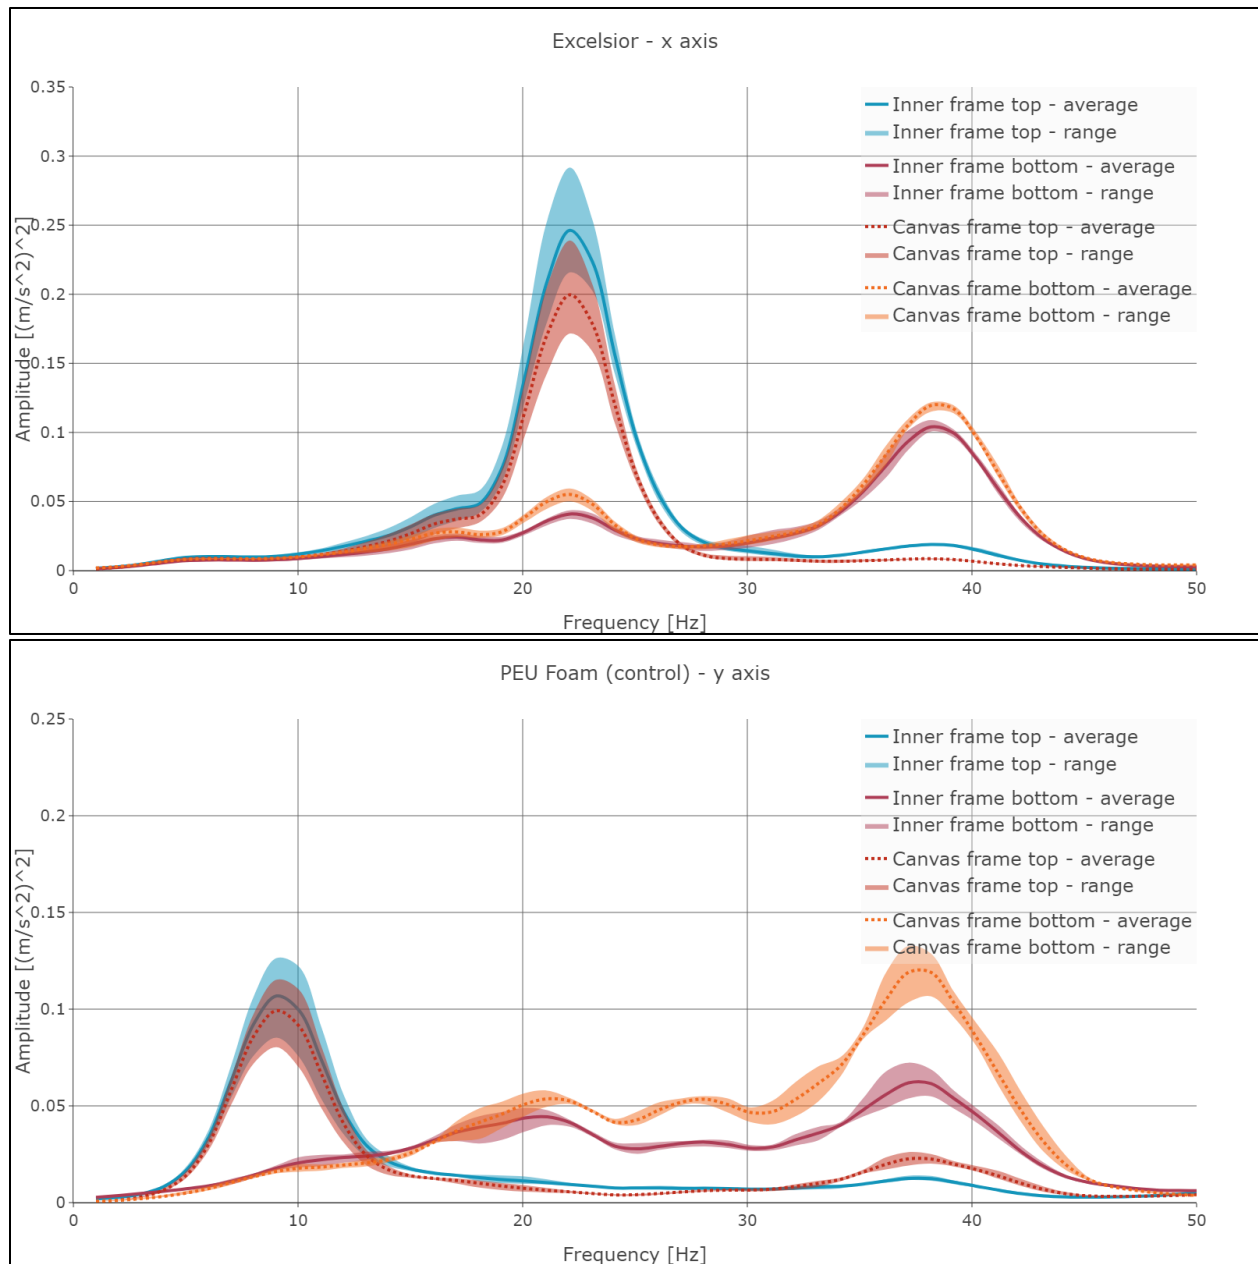 Excelsior - x axis
0.35
0.3
0.25
0.2
0.15
0.1
0.05
0
Amplitude [(m/s^2)^2]
Inner frame top - average
Inner frame top - range
Inner frame bottom - average
Inner frame bottom - range
Canvas frame top - average
Canvas frame top - range
Canvas frame bottom - average
Canvas frame bottom - range
0 10 20 30 40 50
Frequency [Hz]
PEU Foam (control) - y axis
0.25
0.2
0.15
0.1
0.05
0
Amplitude [(m/s^2)^2]
Inner frame top - average
Inner frame top - range
Inner frame bottom - average
Inner frame bottom - range
Canvas frame top - average
Canvas frame top - range
Canvas frame bottom - average
Canvas frame bottom - range
0 10 20 30 40 50
Frequency [Hz]